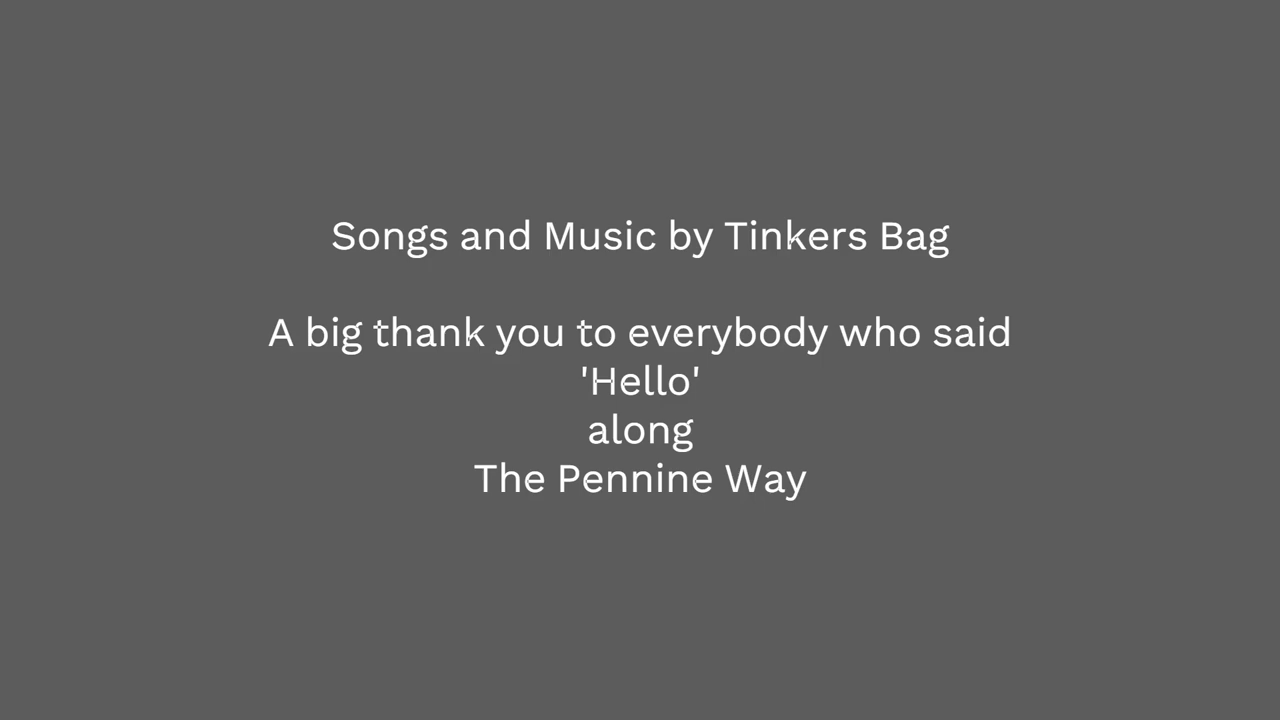 Songs and Music by Tinkers Bag
A big thank you to everybody who said
'Hello'
along
The Pennine Way